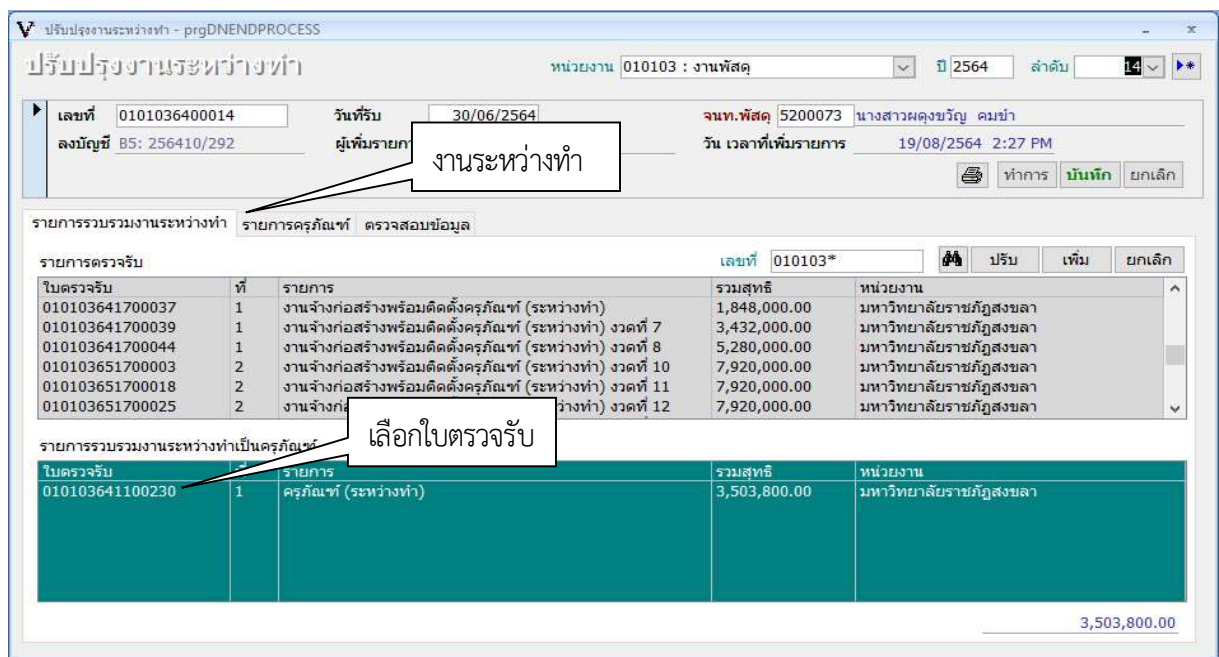 ปรับปรุงงานระหว่างทำ - prgDNENDPROCESS
ปรับปรุงงานระหว่างทำ หน่วยงาน 010103 : งานพัสดุ ปี 2564 ลำดับ 14
เลขที่ 0101036400014 วันที่รับ 30/06/2564 จนท.พัสดุ 5200073 นางสาวผดุงขวัญ คมขำ
ลงบัญชี B5: 256410/292 ผู้เพิ่มรายกา วัน เวลาที่เพิ่มรายการ 19/08/2564 2:27 PM
งานระหว่างทำ
ทำการ บันทึก ยกเลิก
รายการรวบรวมงานระหว่างทำ รายการครุภัณฑ์ ตรวจสอบข้อมูล
รายการตรวจรับ เลขที่ 010103* ปรับ เพิ่ม ยกเลิก
ใบตรวจรับ ที่ รายการ รวมสุทธิ หน่วยงาน
010103641700037 1 งานจ้างก่อสร้างพร้อมติดตั้งครุภัณฑ์ (ระหว่างทำ) 1,848,000.00 มหาวิทยาลัยราชภัฏสงขลา
010103641700039 1 งานจ้างก่อสร้างพร้อมติดตั้งครุภัณฑ์ (ระหว่างทำ) งวดที่ 7 3,432,000.00 มหาวิทยาลัยราชภัฏสงขลา
010103641700044 1 งานจ้างก่อสร้างพร้อมติดตั้งครุภัณฑ์ (ระหว่างทำ) งวดที่ 8 5,280,000.00 มหาวิทยาลัยราชภัฏสงขลา
010103651700003 2 งานจ้างก่อสร้างพร้อมติดตั้งครุภัณฑ์ (ระหว่างทำ) งวดที่ 10 7,920,000.00 มหาวิทยาลัยราชภัฏสงขลา
010103651700018 2 งานจ้างก่อสร้างพร้อมติดตั้งครุภัณฑ์ (ระหว่างทำ) งวดที่ 11 7,920,000.00 มหาวิทยาลัยราชภัฏสงขลา
010103651700025 2 งานจ้างก่ ว่างทำ) งวดที่ 12 7,920,000.00 มหาวิทยาลัยราชภัฏสงขลา
เลือกใบตรวจรับ
รายการรวบรวมงานระหว่างทำเป็นครุภัณฑ์
ใบตรวจรับ ที่ รายการ รวมสุทธิ หน่วยงาน
010103641100230 1 ครุภัณฑ์ (ระหว่างทำ) 3,503,800.00 มหาวิทยาลัยราชภัฏสงขลา
3,503,800.00